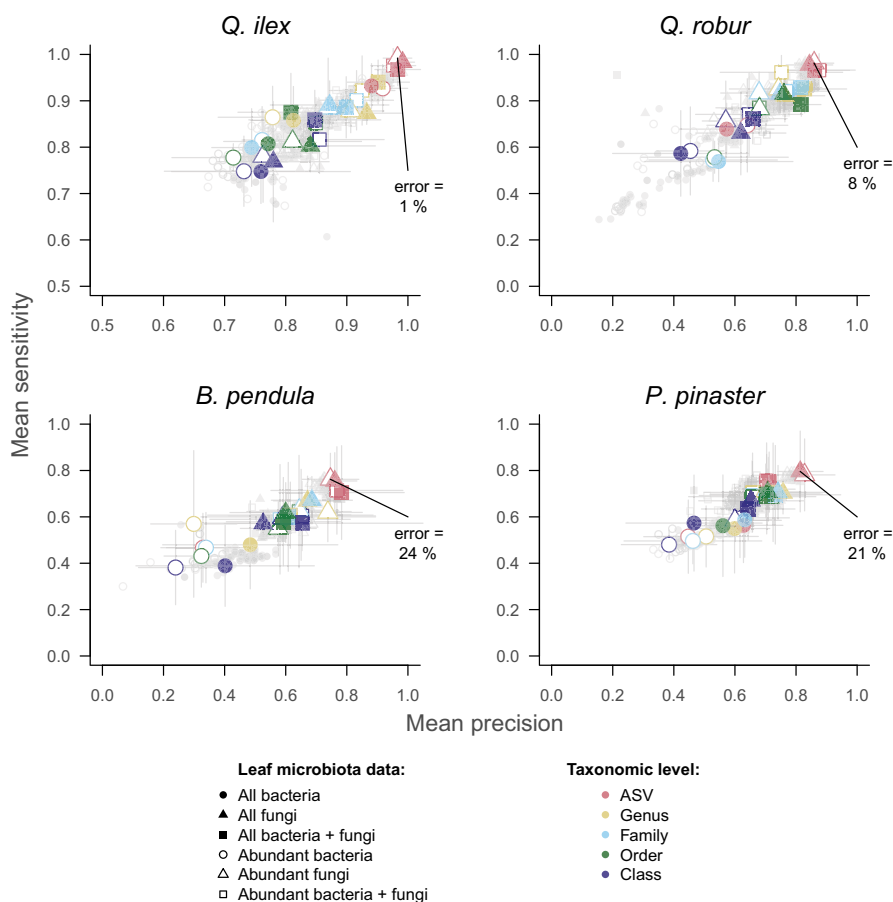 Q. ilex
Q. robur
1.0
0.9
0.8
0.7
0.6
0.5
0.5
0.6
0.7
0.8
0.9
1.0
error =
1 %
1.0
0.8
0.6
0.4
0.2
0.0
0.0
0.2
0.4
0.6
0.8
1.0
error =
8 %
Mean sensitivity
B. pendula
P. pinaster
1.0
0.8
0.6
0.4
0.2
0.0
0.0
0.2
0.4
0.6
0.8
1.0
error =
24 %
1.0
0.8
0.6
0.4
0.2
0.0
0.0
0.2
0.4
0.6
0.8
1.0
error =
21 %
Mean precision
Leaf microbiota data:
All bacteria
All fungi
All bacteria + fungi
Abundant bacteria
Abundant fungi
Abundant bacteria + fungi
Taxonomic level:
ASV
Genus
Family
Order
Class